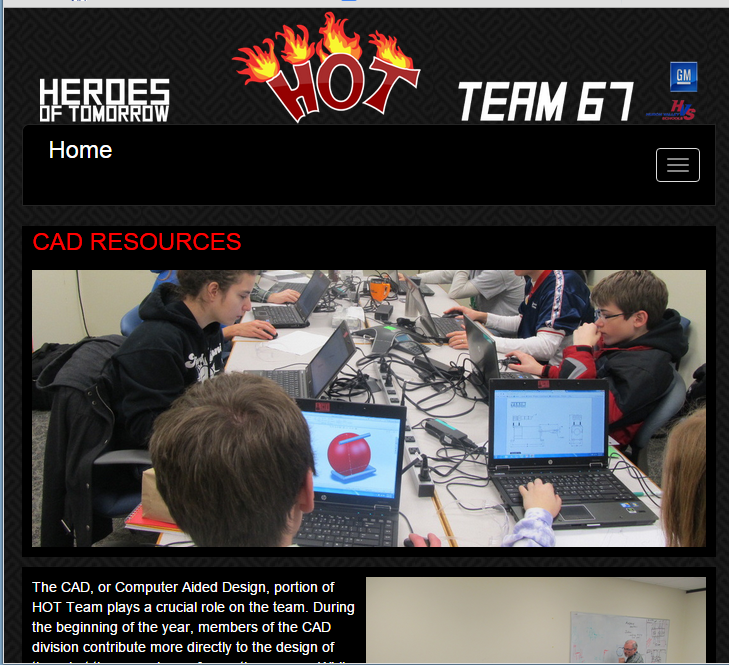 HEROES
OF TOMORROW
HOT
TEAM 67
GM
Home
CAD RESOURCES
The CAD, or Computer Aided Design, portion of
HOT Team plays a crucial role on the team. During
the beginning of the year, members of the CAD
division contribute more directly to the design of